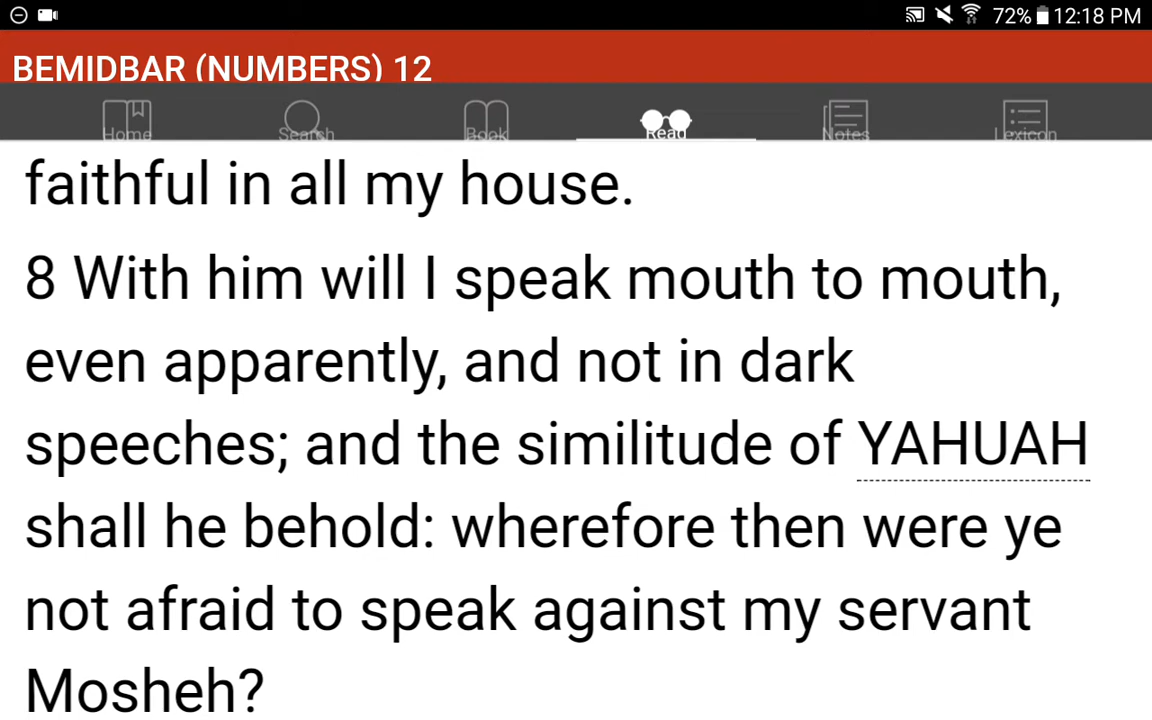 72% 12:18 PM
BEMIDBAR (NUMBERS) 12
Home Search Book Read Notes Lexicon
faithful in all my house.
8 With him will I speak mouth to mouth,
even apparently, and not in dark
speeches; and the similitude of YAHUAH
shall he behold: wherefore then were ye
not afraid to speak against my servant
Mosheh?